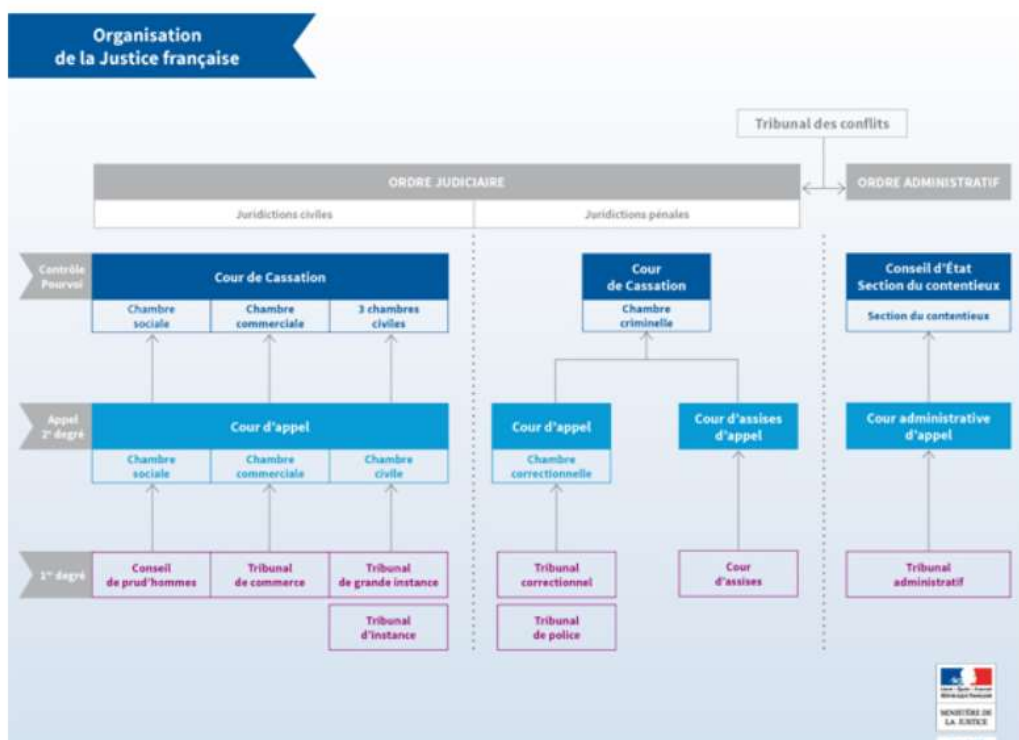 Organisation
de la Justice française
Tribunal des conflits
ORDRE JUDICIAIRE
ORDRE ADMINISTRATIF
Juridictions civiles
Juridictions pénales
Contrôle
Pourvoi
Cour de Cassation
Chambre
sociale
Chambre
commerciale
3 chambres
civiles
Cour
de Cassation
Chambre
criminelle
Conseil d'État
Section du contentieux
Section du contentieux
Appel
2e degré
Cour d'appel
Chambre
sociale
Chambre
commerciale
Chambre
civile
Cour d'appel
Chambre
correctionnelle
Cour d'assises
d'appel
Cour administrative
d'appel
1er degré
Conseil
de prud'hommes
Tribunal
de commerce
Tribunal
de grande instance
Tribunal
d'instance
Tribunal
correctionnel
Tribunal
de police
Cour
d'assises
Tribunal
administratif
MINISTÈRE DE
LA JUSTICE